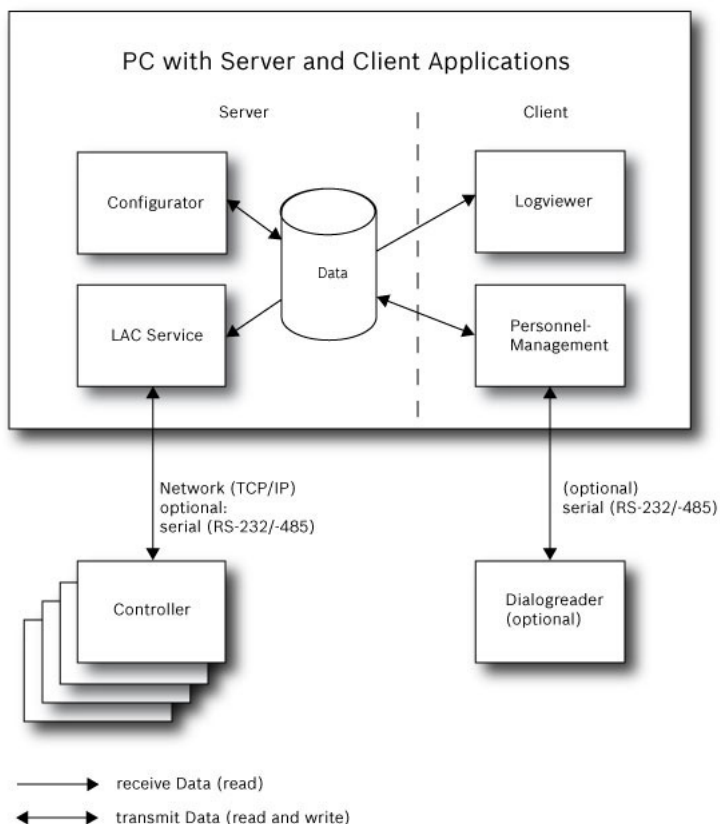 PC with Server and Client Applications
Server
Client
Configurator
Logviewer
Data
LAC Service
Personnel-
Management
Network (TCP/IP)
optional:
serial (RS-232/-485)
(optional)
serial (RS-232/-485)
Controller
Dialogreader
(optional)
receive Data (read)
transmit Data (read and write)